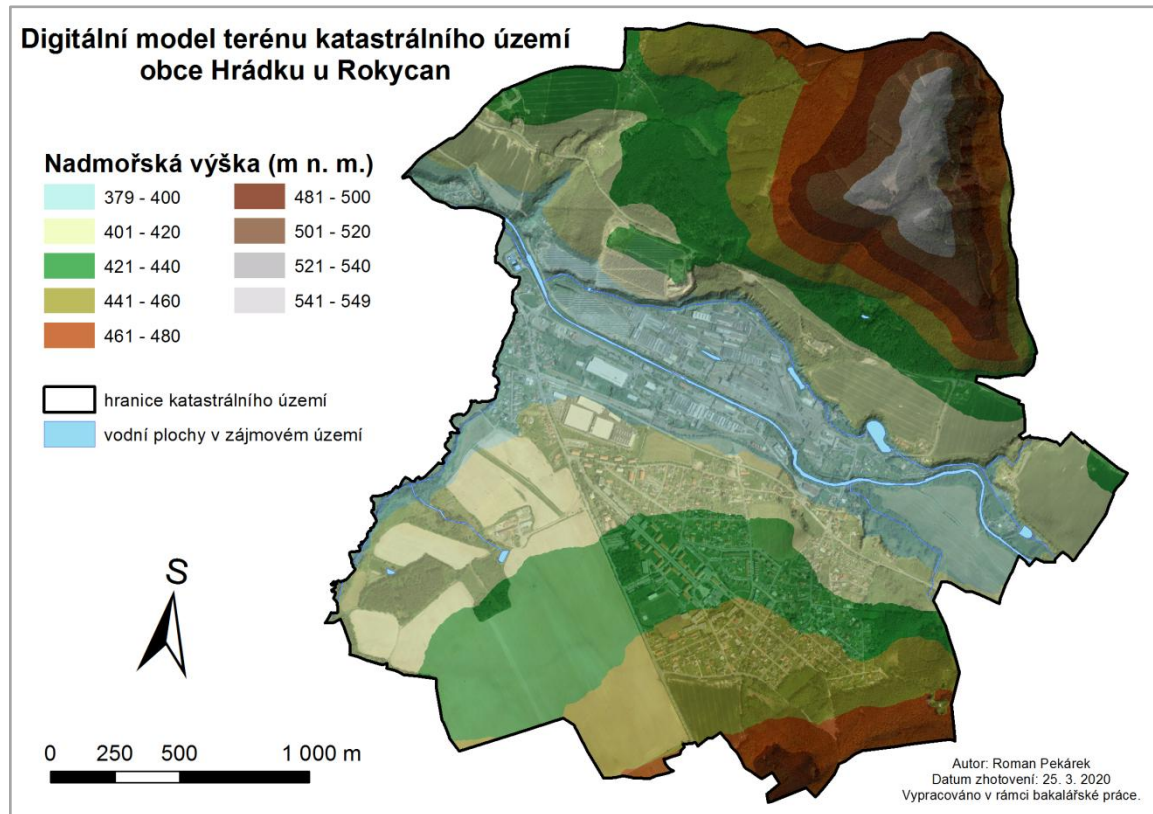 Digitální model terénu katastrálního území
obce Hrádku u Rokycan
Nadmořská výška (m n. m.)
379 - 400
401 - 420
421 - 440
441 - 460
461 - 480
481 - 500
501 - 520
521 - 540
541 - 549
hranice katastrálního území
vodní plochy v zájmovém území
S
0 250 500 1 000 m
Autor: Roman Pekárek
Datum zhotovení: 25. 3. 2020
Vypracováno v rámci bakalářské práce.